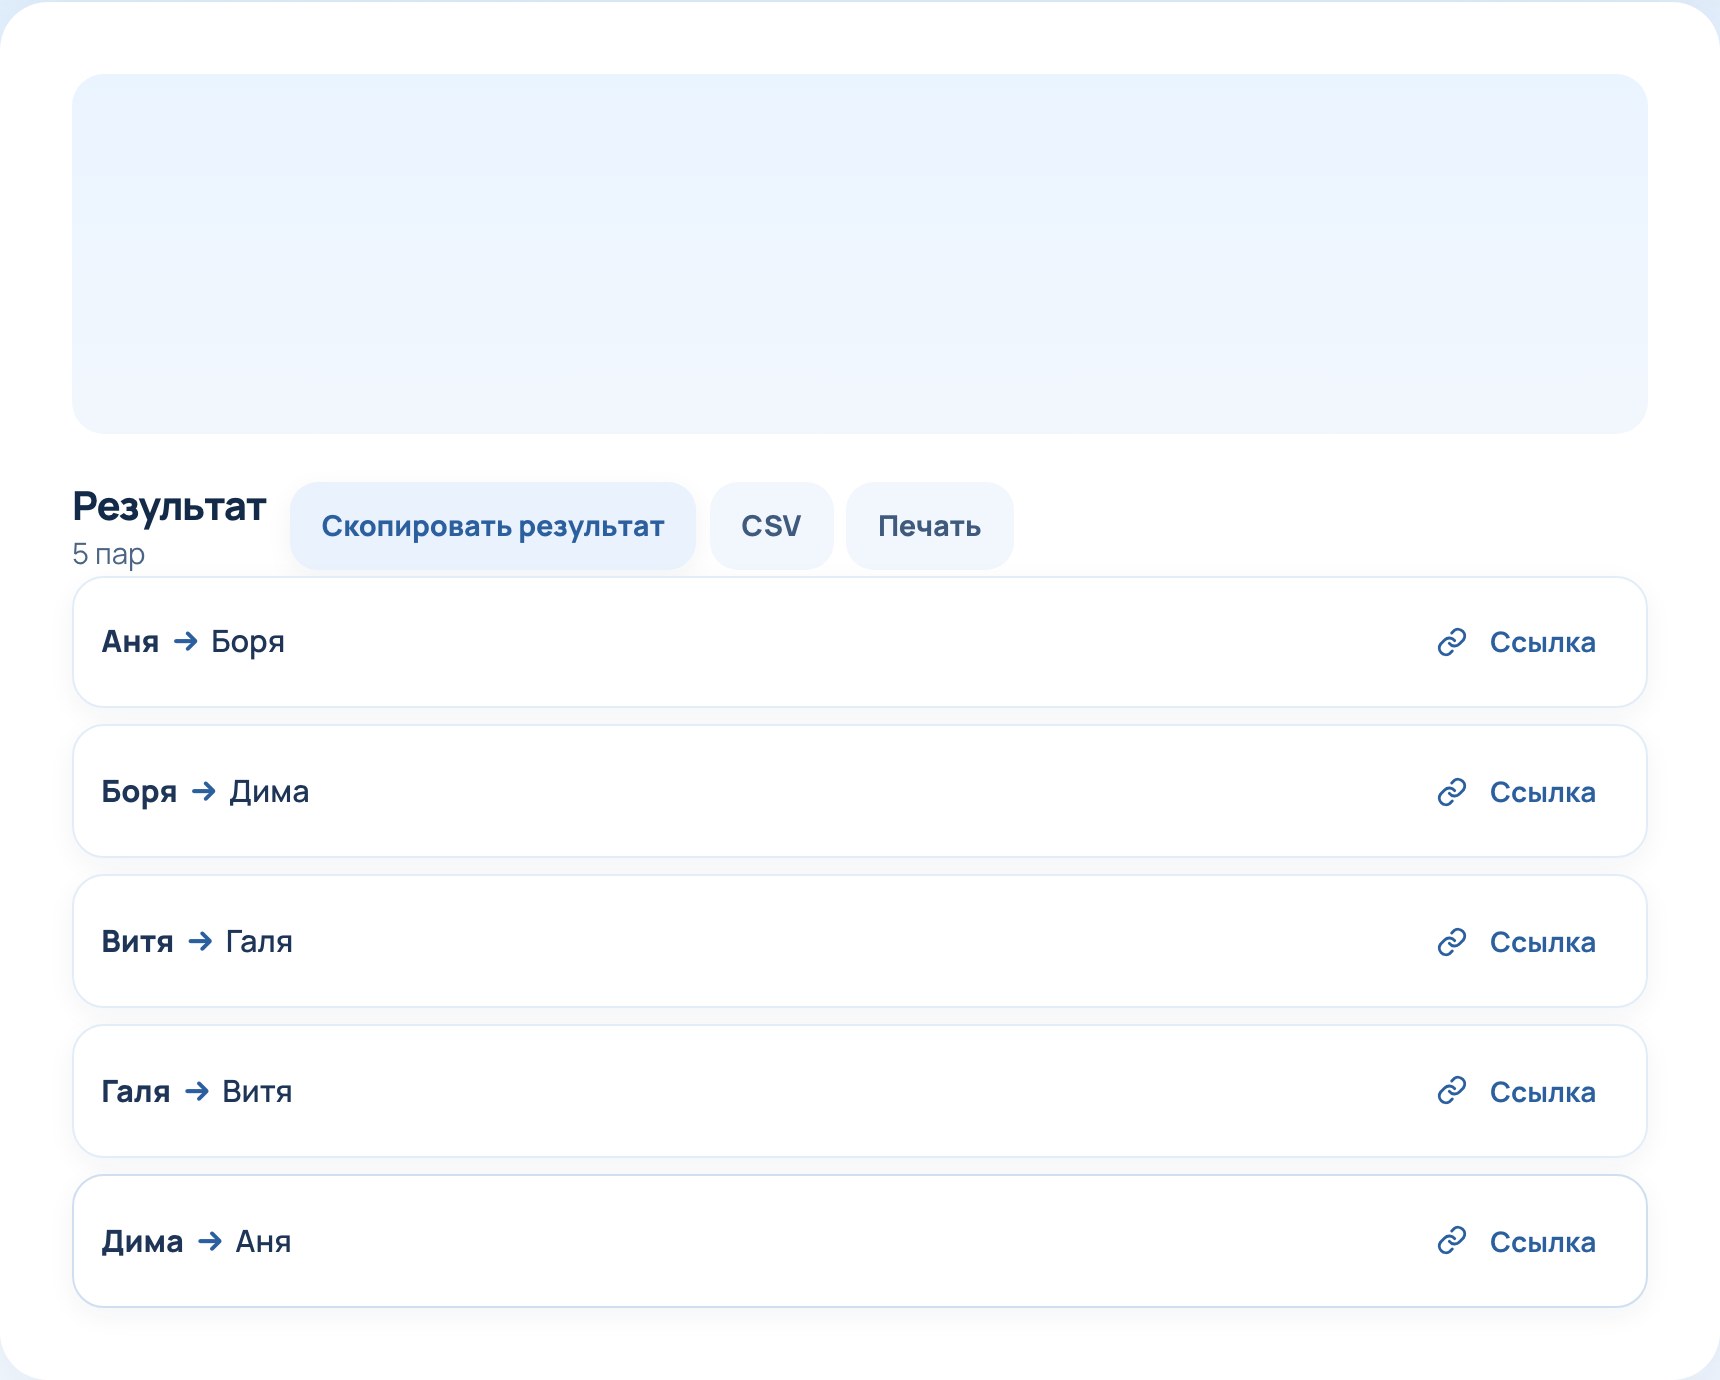 Результат
5 пар
Скопировать результат
CSV
Печать
Аня → Боря
Ссылка
Боря → Дима
Ссылка
Витя → Галя
Ссылка
Галя → Витя
Ссылка
Дима → Аня
Ссылка